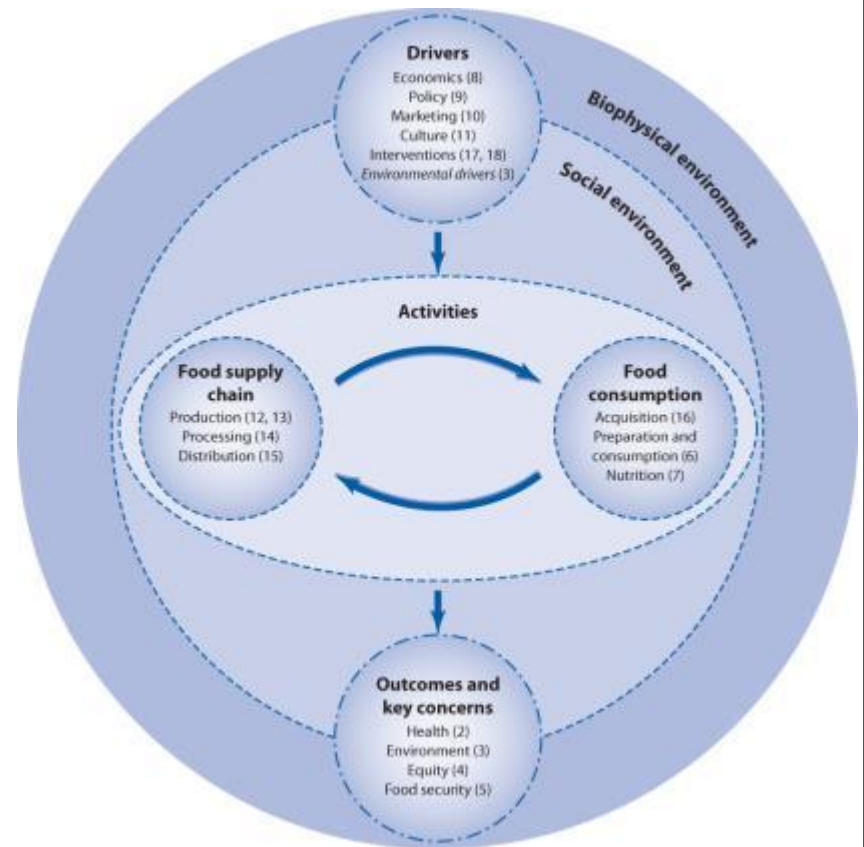 Drivers
Economics (8)
Policy (9)
Marketing (10)
Culture (11)
Interventions (17, 18)
Environmental drivers (3)
Biophysical environment
Social environment
Activities
Food supply
chain
Production (12, 13)
Processing (14)
Distribution (15)
Food
consumption
Acquisition (16)
Preparation and
consumption (6)
Nutrition (7)
Outcomes and
key concerns
Health (2)
Environment (3)
Equity (4)
Food security (5)